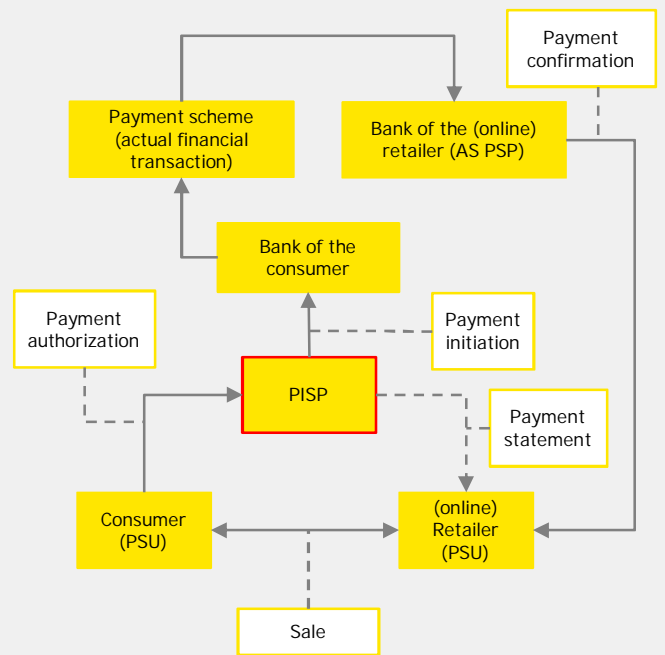 Payment
confirmation
Payment scheme
(actual financial
transaction)
Bank of the (online)
retailer (AS PSP)
Bank of the
consumer
Payment
authorization
Payment
initiation
PISP
Payment
statement
Consumer
(PSU)
(online)
Retailer
(PSU)
Sale